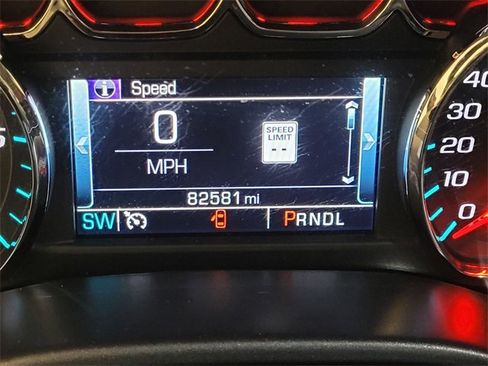 Speed
0
MPH
SPEED
LIMIT
--
82581 mi
SW
PRNDL
40
30
20
10
0